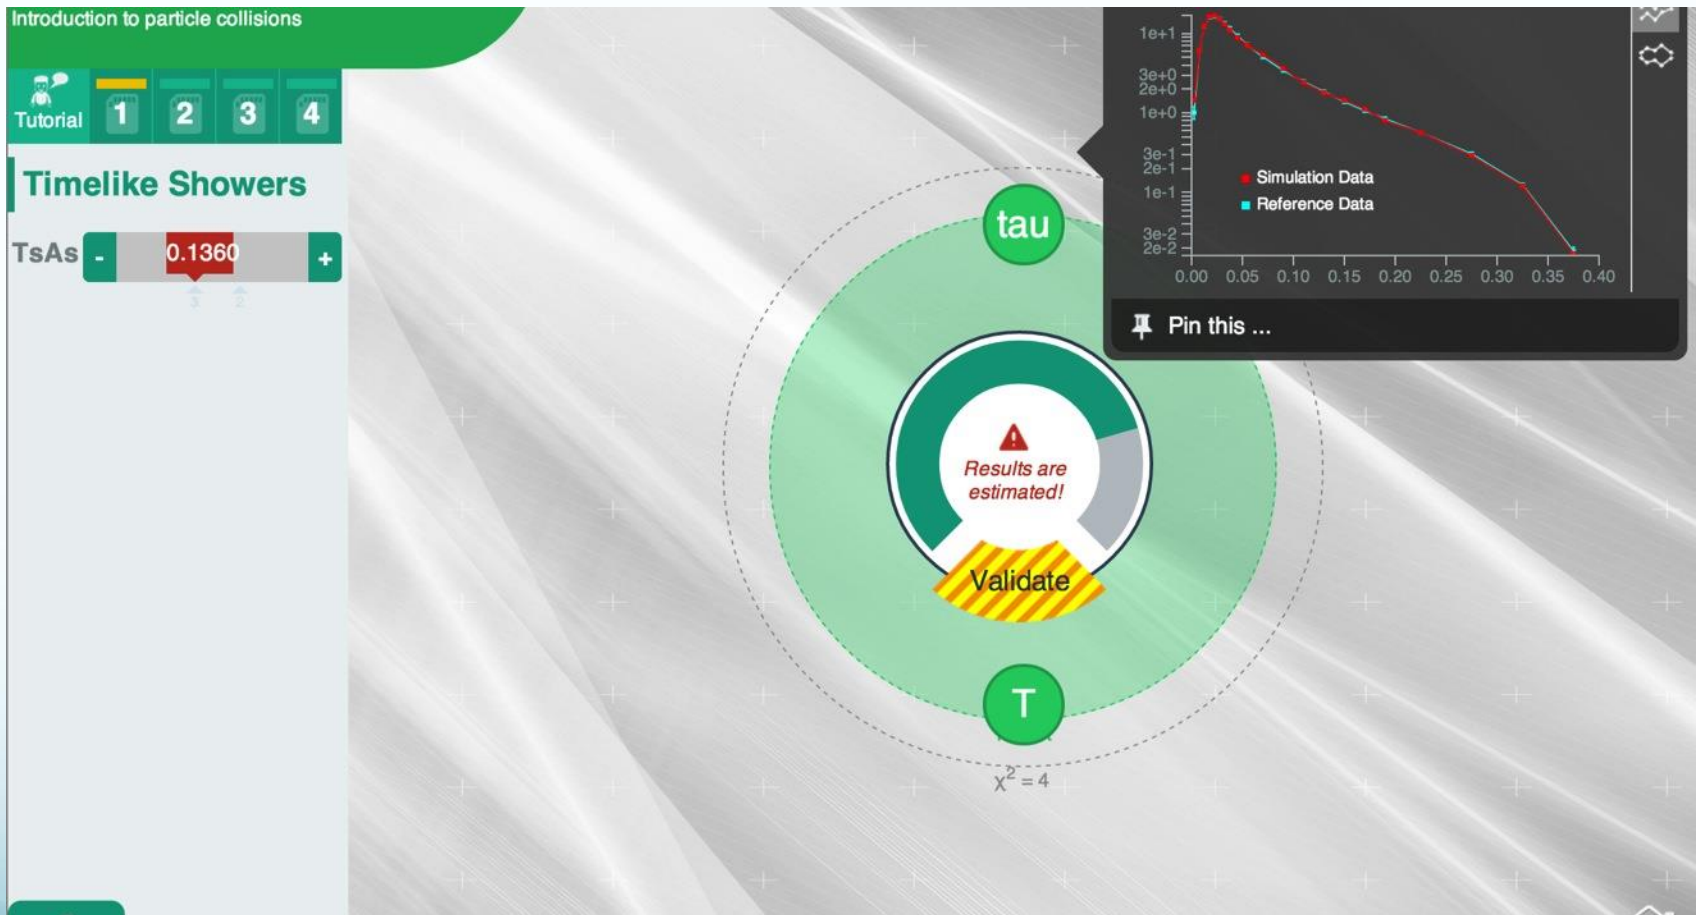 Introduction to particle collisions
Tutorial
1
2
3
4
Timelike Showers
TsAs
-
0.1360
+
3
2
tau
Results are
estimated!
Validate
T
χ² = 4
1e+1
3e+0
2e+0
1e+0
3e-1
2e-1
1e-1
3e-2
2e-2
0.00 0.05 0.10 0.15 0.20 0.25 0.30 0.35 0.40
Simulation Data
Reference Data
Pin this ...